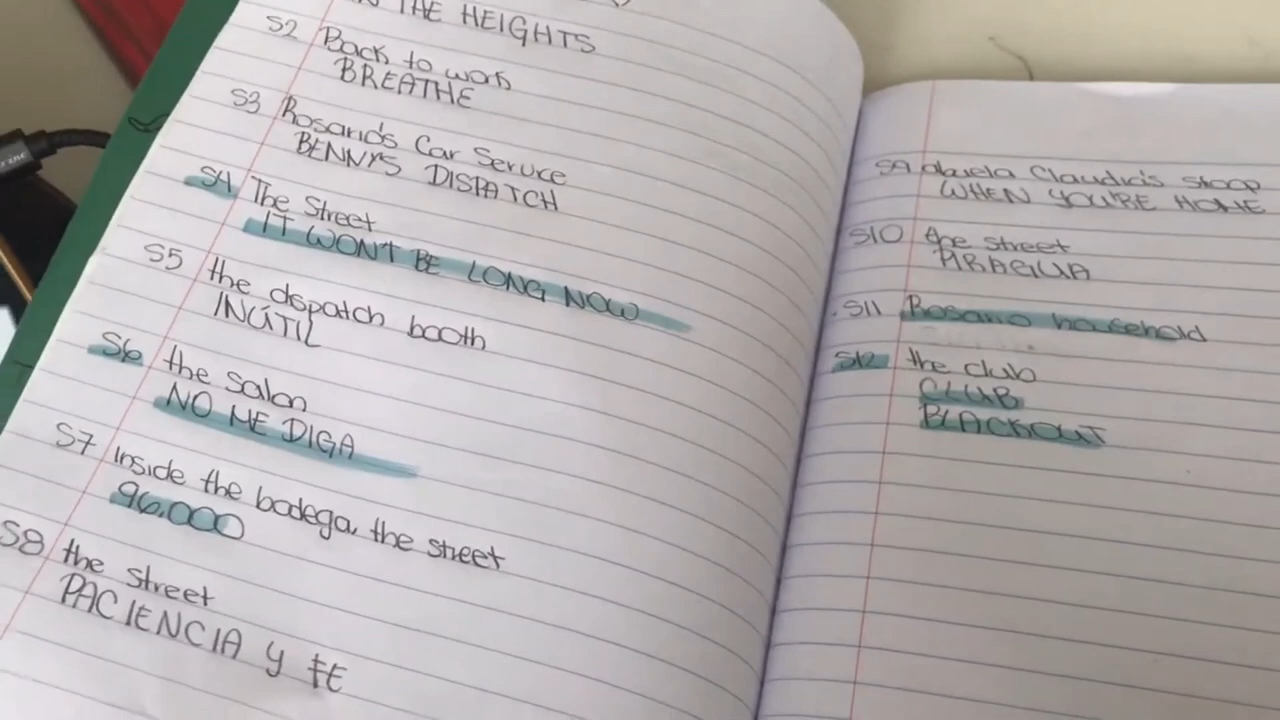 THE HEIGHTS
S2 Back to work
BREATHE
S3 Rosario's Car Service
BENNY'S DISPATCH
S4 The Street
IT WON'T BE LONG NOW
S5 the dispatch booth
INÚTIL
S6 the salon
NO ME DIGA
S7 Inside the bodega, the street
96,000
S8 the street
PACIENCIA Y FE
S9 abuela Claudia's stoop
WHEN YOU'RE HOME
S10 the street
PIRAGUA
S11 Rosario household
S12 the club
CLUB
BLACKOUT